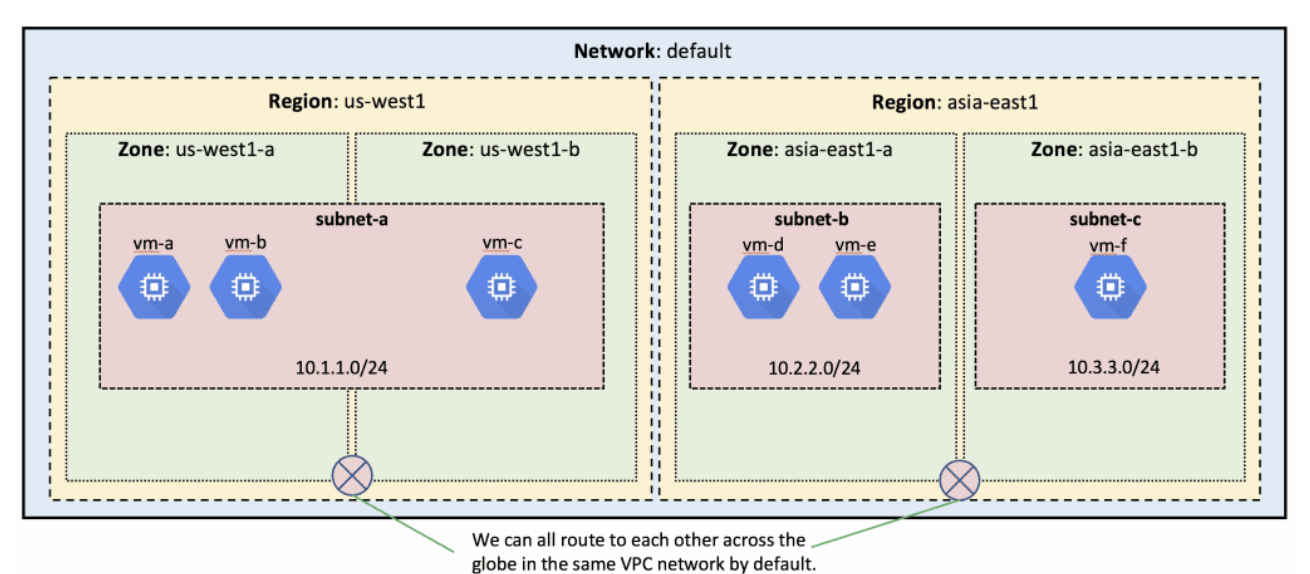 Network: default
Region: us-west1
Region: asia-east1
Zone: us-west1-a
Zone: us-west1-b
Zone: asia-east1-a
Zone: asia-east1-b
subnet-a
subnet-b
subnet-c
vm-a
vm-b
vm-c
vm-d
vm-e
vm-f
10.1.1.0/24
10.2.2.0/24
10.3.3.0/24
We can all route to each other across the
globe in the same VPC network by default.